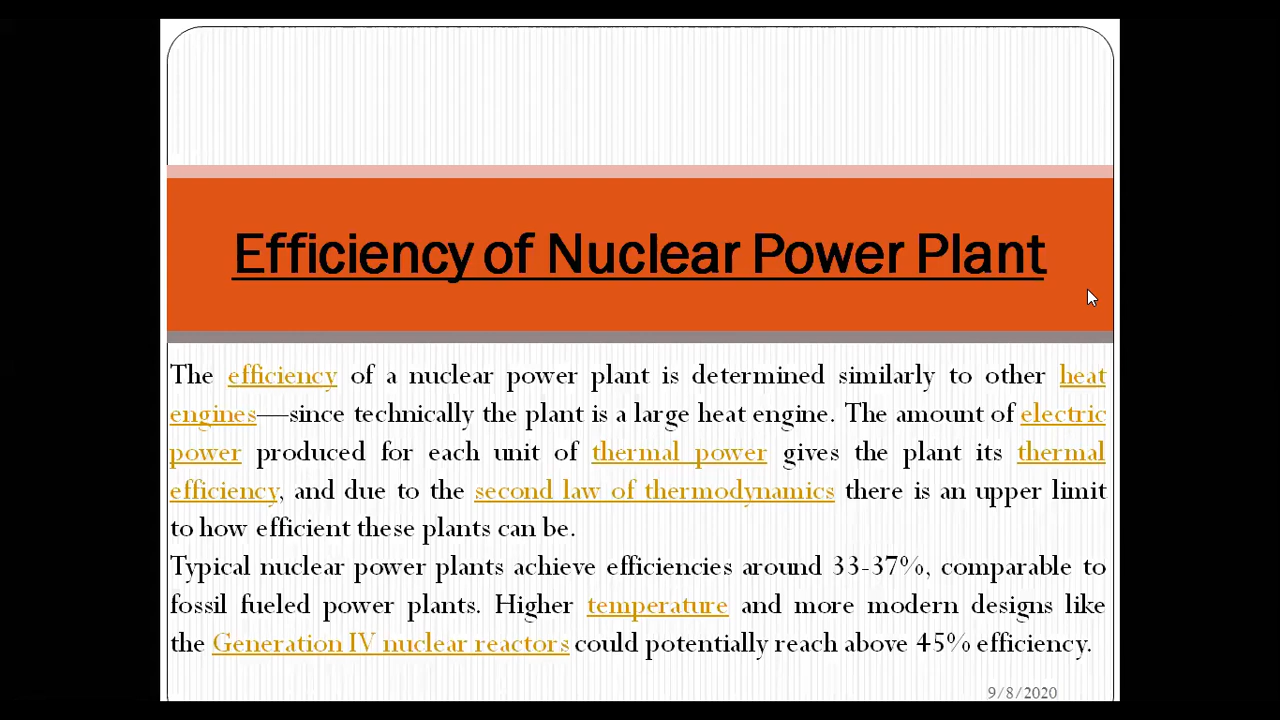 Efficiency of Nuclear Power Plant
The efficiency of a nuclear power plant is determined similarly to other heat
engines—since technically the plant is a large heat engine. The amount of electric
power produced for each unit of thermal power gives the plant its thermal
efficiency, and due to the second law of thermodynamics there is an upper limit
to how efficient these plants can be.
Typical nuclear power plants achieve efficiencies around 33-37%, comparable to
fossil fueled power plants. Higher temperature and more modern designs like
the Generation IV nuclear reactors could potentially reach above 45% efficiency.
9/8/2020